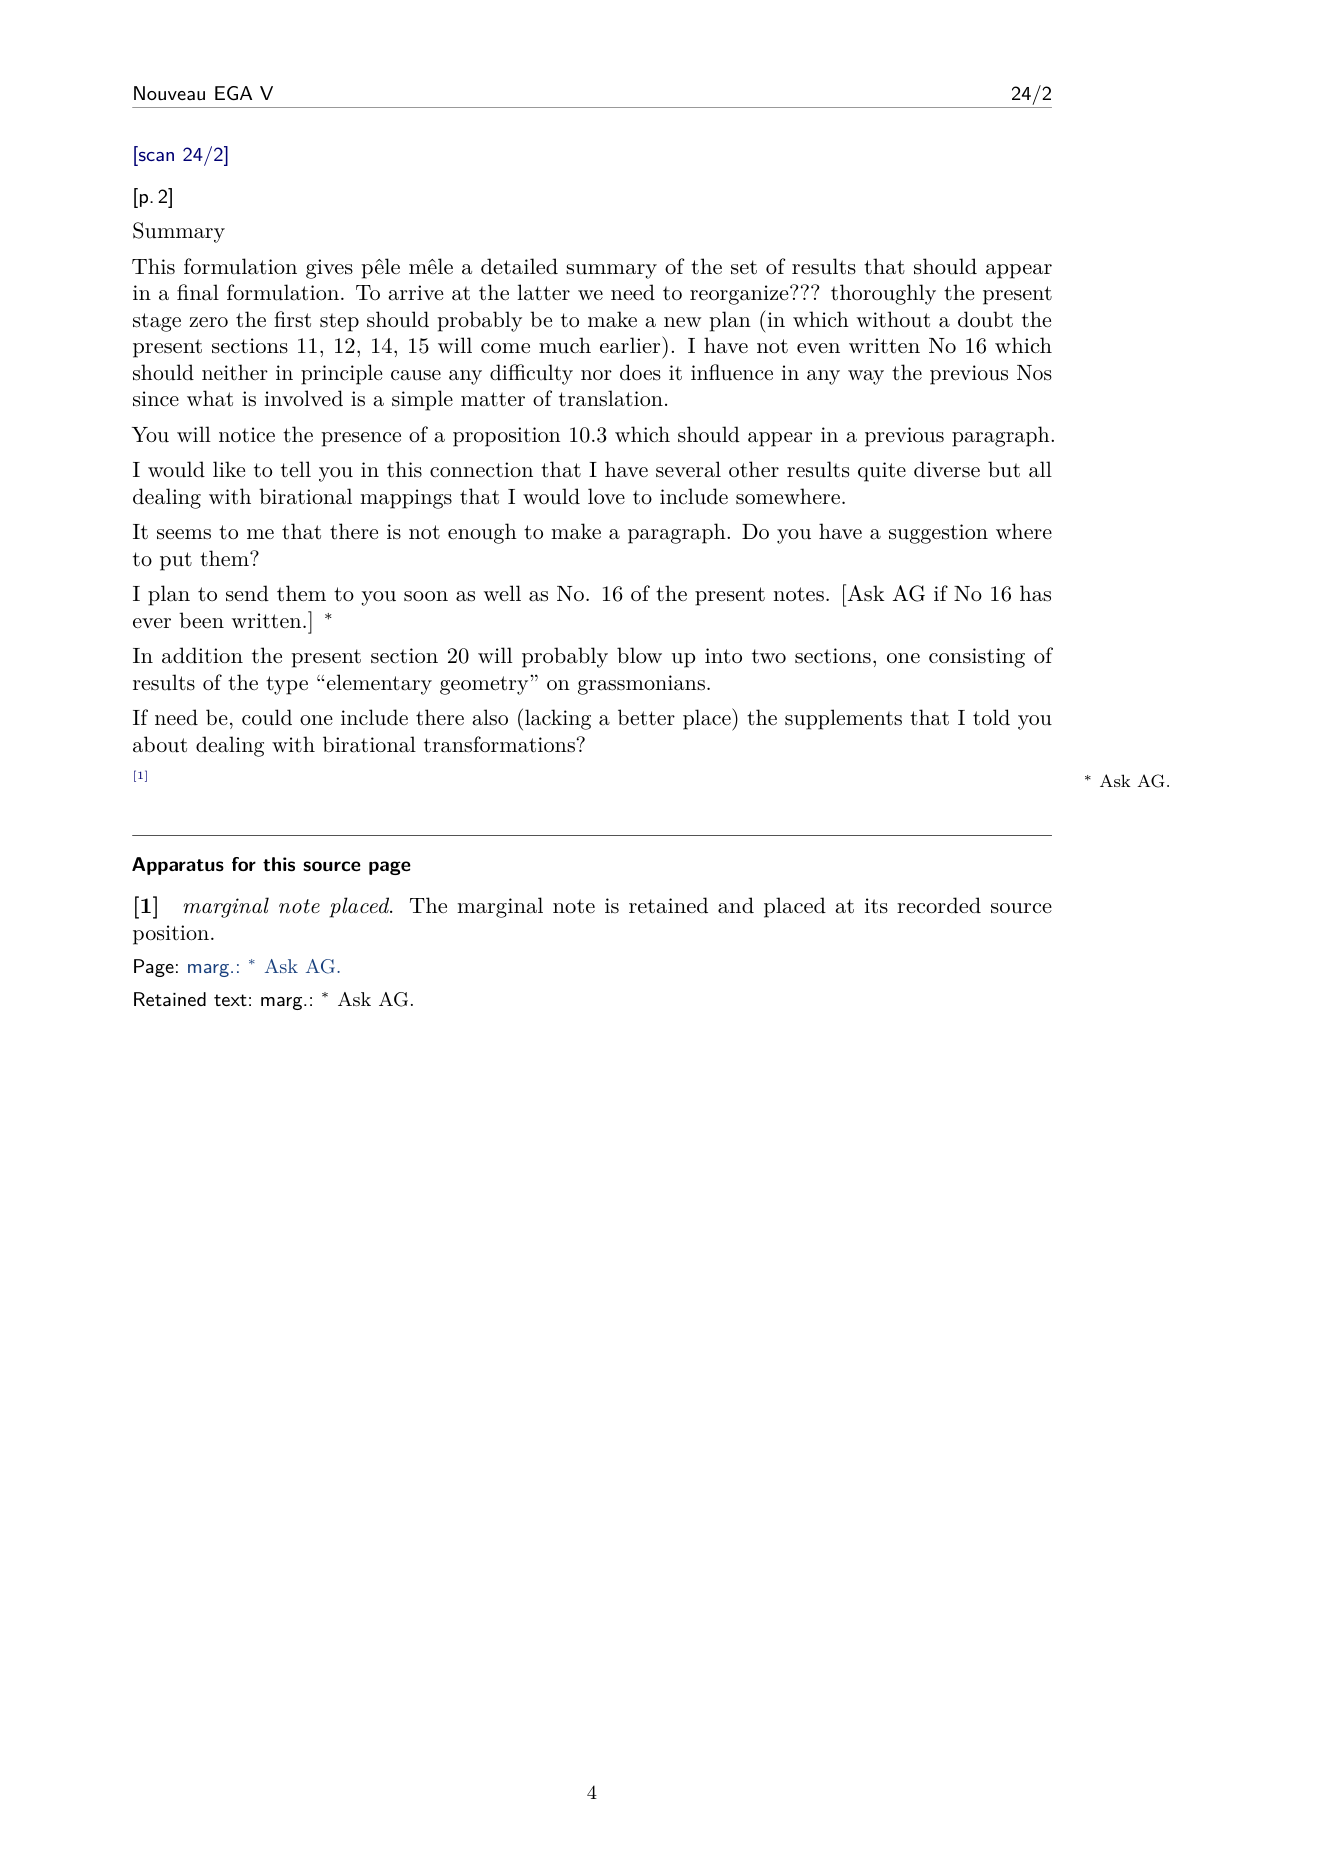 Nouveau EGA V 24/2
[scan 24/2]
[p. 2]
Summary
This formulation gives pêle mêle a detailed summary of the set of results that should appear
in a final formulation. To arrive at the latter we need to reorganize??? thoroughly the present
stage zero the first step should probably be to make a new plan (in which without a doubt the
present sections 11, 12, 14, 15 will come much earlier). I have not even written No 16 which
should neither in principle cause any difficulty nor does it influence in any way the previous Nos
since what is involved is a simple matter of translation.
You will notice the presence of a proposition 10.3 which should appear in a previous paragraph.
I would like to tell you in this connection that I have several other results quite diverse but all
dealing with birational mappings that I would love to include somewhere.
It seems to me that there is not enough to make a paragraph. Do you have a suggestion where
to put them?
I plan to send them to you soon as well as No. 16 of the present notes. [Ask AG if No 16 has
ever been written.] *
In addition the present section 20 will probably blow up into two sections, one consisting of
results of the type “elementary geometry” on grassmonians.
If need be, could one include there also (lacking a better place) the supplements that I told you
about dealing with birational transformations?
[1]
* Ask AG.
Apparatus for this source page
[1] marginal note placed. The marginal note is retained and placed at its recorded source
position.
Page: marg.: * Ask AG.
Retained text: marg.: * Ask AG.
4